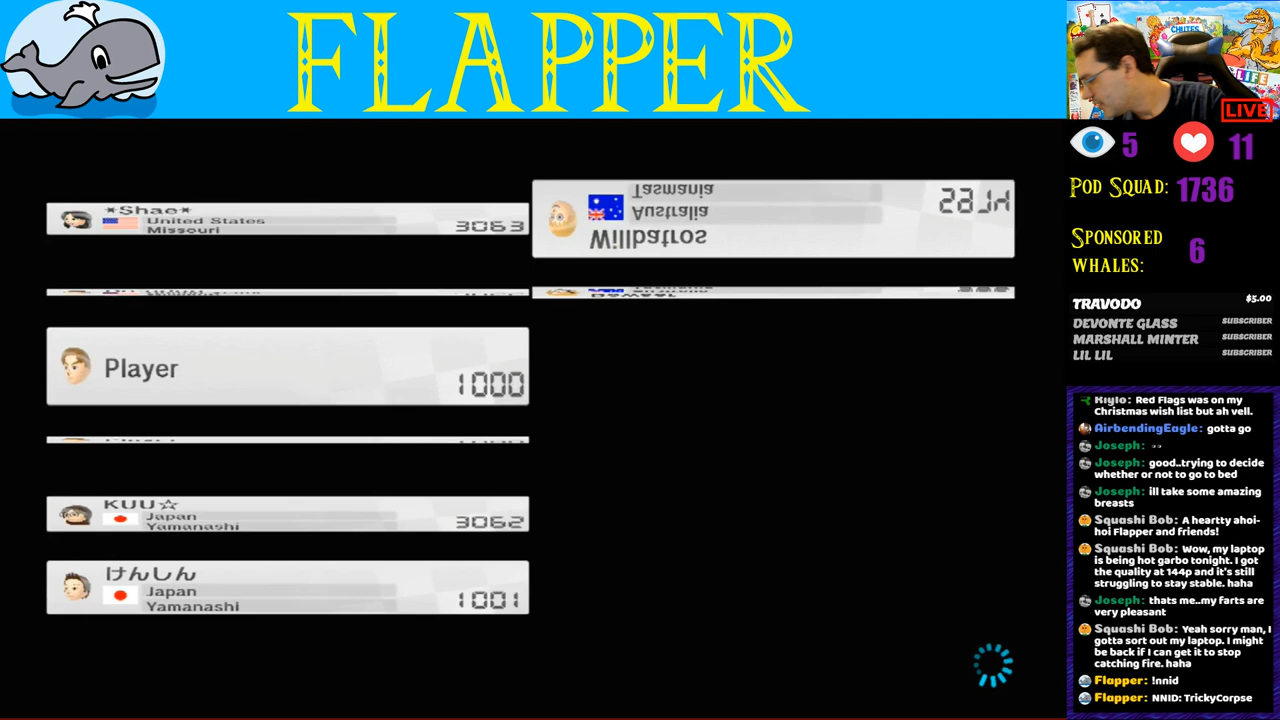 FLAPPER
CHUTES
LIFE
LIVE
5 11
POD SQUAD: 1736
SPONSORED
WHALES: 6
TRAVODO $5.00
DEVONTE GLASS SUBSCRIBER
MARSHALL MINTER SUBSCRIBER
LIL LIL SUBSCRIBER
*Shae*
United States
Missouri
3063
Tasmania
Australia
Willbatros
Player
1000
KUU☆
Japan
Yamanashi
3062
けんしん
Japan
Yamanashi
1001
Kiylo: Red Flags was on my
Christmas wish list but ah vell.
AirbendingEagle: gotta go
Joseph:
Joseph: good..trying to decide
whether or not to go to bed
Joseph: ill take some amazing
breasts
Squashi Bob: A heartty ahoi-
hoi Flapper and friends!
Squashi Bob: Wow, my laptop
is being hot garbo tonight. I got
the quality at 144p and it's still
struggling to stay stable. haha
Joseph: thats me..my farts are
very pleasant
Squashi Bob: Yeah sorry man, I
gotta sort out my laptop. I might
be back if I can get it to stop
catching fire. haha
Flapper: !nnid
Flapper: NNID: TrickyCorpse